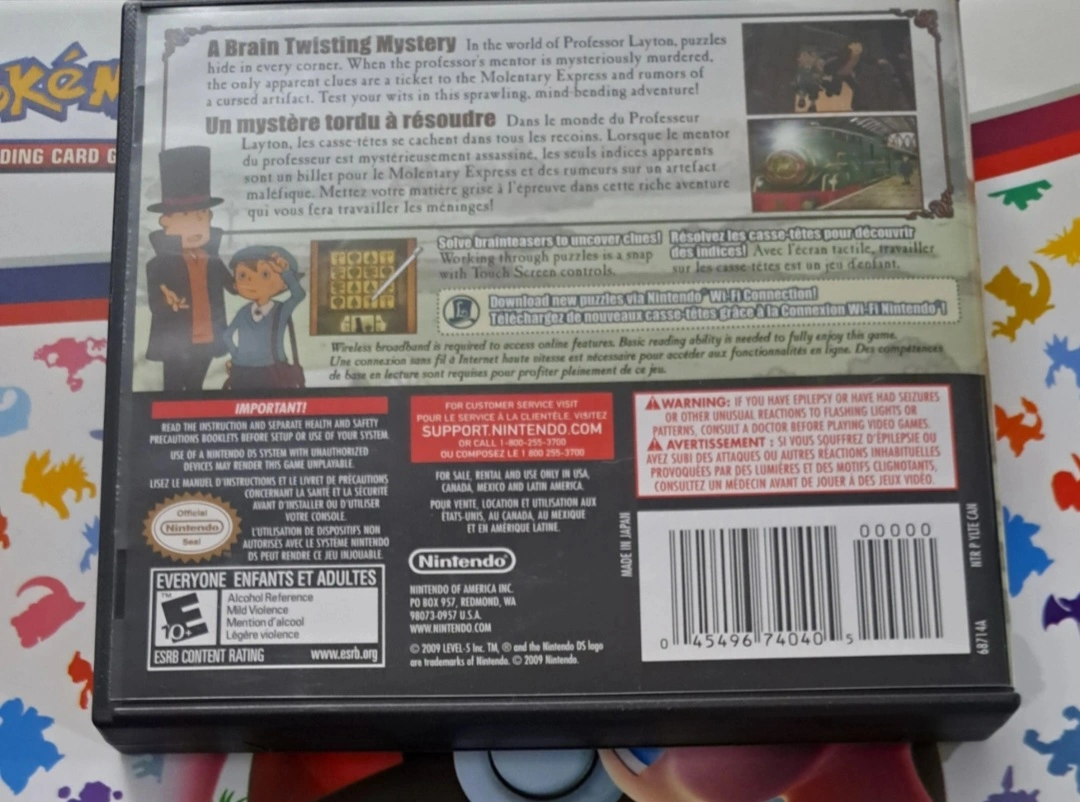 okém
DING CARD G
A Brain Twisting Mystery In the world of Professor Layton, puzzles
hide in every corner. When the professor's mentor is mysteriously murdered,
the only apparent clues are a ticket to the Molentary Express and rumors of
a cursed artifact. Test your wits in this sprawling, mind-bending adventure!
Un mystère tordu à résoudre Dans le monde du Professeur
Layton, les casse-têtes se cachent dans tous les recoins. Lorsque le mentor
du professeur est mystérieusement assassiné, les seuls indices apparents
sont un billet pour le Molentary Express et des rumeurs sur un artefact
maléfique. Mettez votre matière grise à l'épreuve dans cette riche aventure
qui vous fera travailler les méninges!
Solve brainteasers to uncover clues!
Working through puzzles is a snap
with Touch Screen controls.
Résolvez les casse-têtes pour découvrir
des indices! Avec l'écran tactile, travailler
sur les casse-têtes est un jeu d'enfant.
Download new puzzles via Nintendo® Wi-Fi Connection!
Téléchargez de nouveaux casse-têtes grâce à la Connexion Wi-Fi Nintendo®!
Wireless broadband is required to access online features. Basic reading ability is needed to fully enjoy this game.
Une connexion sans fil à Internet haute vitesse est nécessaire pour accéder aux fonctionnalités en ligne. Des compétences
de base en lecture sont requises pour profiter pleinement de ce jeu.
IMPORTANT!
READ THE INSTRUCTION AND SEPARATE HEALTH AND SAFETY
PRECAUTIONS BOOKLETS BEFORE SETUP OR USE OF YOUR SYSTEM.
USE OF A NINTENDO DS SYSTEM WITH UNAUTHORIZED
DEVICES MAY RENDER THIS GAME UNPLAYABLE.
LISEZ LE MANUEL D'INSTRUCTIONS ET LE LIVRET DE PRÉCAUTIONS
CONCERNANT LA SANTÉ ET LA SÉCURITÉ
AVANT D'INSTALLER OU D'UTILISER
VOTRE CONSOLE.
L'UTILISATION DE DISPOSITIFS NON
AUTORISÉS AVEC LE SYSTÈME NINTENDO
DS PEUT RENDRE CE JEU INJOUABLE.
Official
Nintendo
Seal
EVERYONE ENFANTS ET ADULTES
TM
E
10+
Alcohol Reference
Mild Violence
Mention d'alcool
Légère violence
ESRB CONTENT RATING www.esrb.org
FOR CUSTOMER SERVICE VISIT
POUR LE SERVICE À LA CLIENTÈLE, VISITEZ
SUPPORT.NINTENDO.COM
OR CALL 1-800-255-3700
OU COMPOSEZ LE 1 800 255-3700
FOR SALE, RENTAL AND USE ONLY IN USA,
CANADA, MEXICO AND LATIN AMERICA.
POUR VENTE, LOCATION ET UTILISATION AUX
ÉTATS-UNIS, AU CANADA, AU MEXIQUE
ET EN AMÉRIQUE LATINE.
Nintendo®
NINTENDO OF AMERICA INC.
PO BOX 957, REDMOND, WA
98073-0957 U.S.A.
WWW.NINTENDO.COM
© 2009 LEVEL-5 Inc. TM, ® and the Nintendo DS logo
are trademarks of Nintendo. © 2009 Nintendo.
WARNING: IF YOU HAVE EPILEPSY OR HAVE HAD SEIZURES
OR OTHER UNUSUAL REACTIONS TO FLASHING LIGHTS OR
PATTERNS, CONSULT A DOCTOR BEFORE PLAYING VIDEO GAMES.
AVERTISSEMENT : SI VOUS SOUFFREZ D'ÉPILEPSIE OU
AVEZ SUBI DES ATTAQUES OU AUTRES RÉACTIONS INHABITUELLES
PROVOQUÉES PAR DES LUMIÈRES ET DES MOTIFS CLIGNOTANTS,
CONSULTEZ UN MÉDECIN AVANT DE JOUER À DES JEUX VIDÉO.
MADE IN JAPAN
00000
0 45496 74040 5
NTR P YLTE CAN
68714A